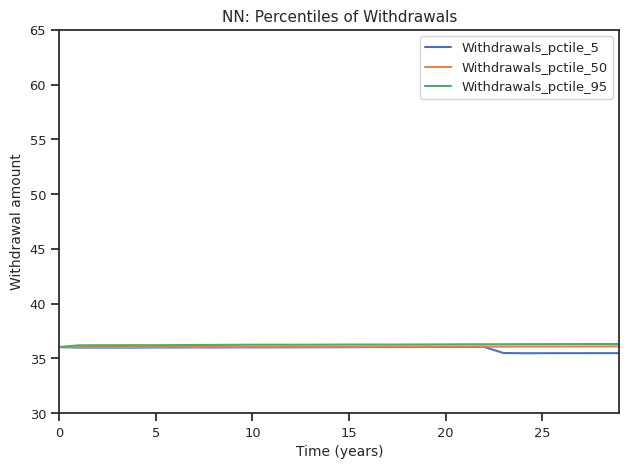 NN: Percentiles of Withdrawals
Withdrawals_pctile_5
Withdrawals_pctile_50
Withdrawals_pctile_95
Withdrawal amount
65
60
55
50
45
40
35
30
0 5 10 15 20 25
Time (years)